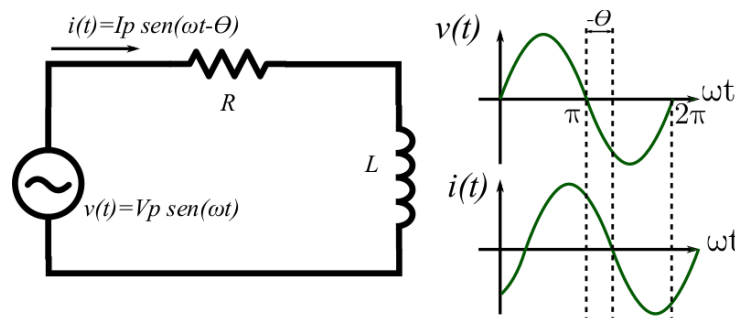 i(t)=Ip sen(ωt-Θ)
R
L
v(t)=Vp sen(ωt)
-Θ
v(t)
ωt
π
2π
i(t)
ωt